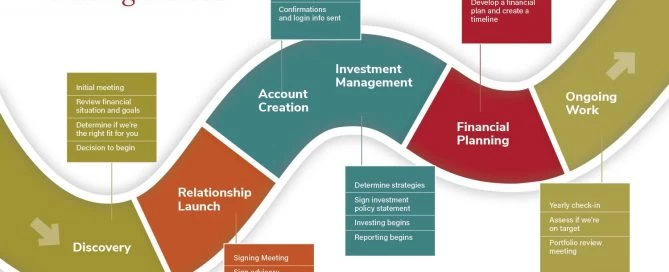 Confirmations
and login info sent
Develop a financial
plan and create a
timeline
Initial meeting
Review financial
situation and goals
Determine if we're
the right fit for you
Decision to begin
Account
Creation
Investment
Management
Financial
Planning
Ongoing
Work
Relationship
Launch
Discovery
Determine strategies
Sign investment
policy statement
Investing begins
Reporting begins
Yearly check-in
Assess if we're
on target
Portfolio review
meeting
Signing Meeting
Sign advisory